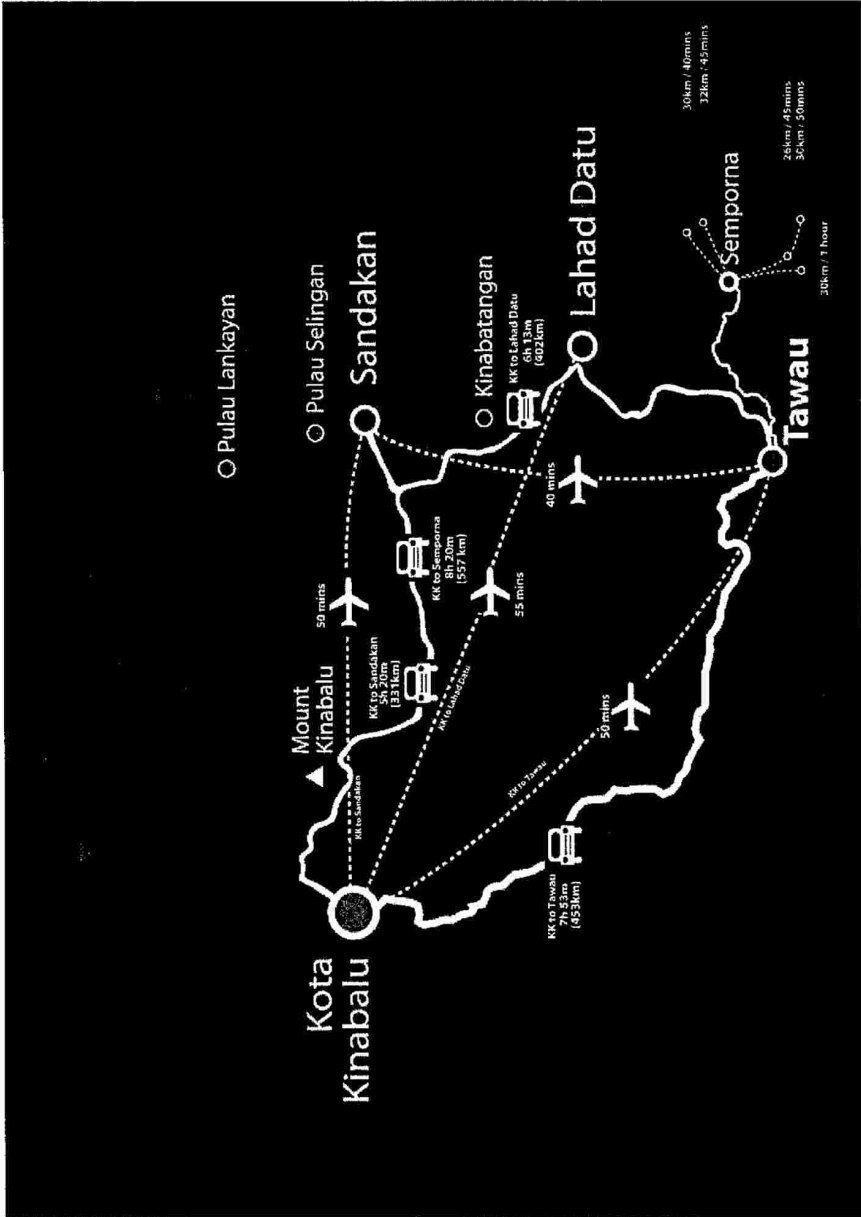 Pulau Lankayan
Pulau Selingan
Mount
Kinabalu
Sandakan
50 mins
KK to Sandakan
Kota
Kinabalu
KK to Sandakan
5h 20m
(331km)
KK to Semporna
8h 20m
(557 km)
Kinabatangan
KK to Lahad Datu
6h 13m
(402km)
KK to Lahad Datu
55 mins
40 mins
Lahad Datu
KK to Tawau
50 mins
KK to Tawau
7h 53m
(453km)
30km / 40mins
32km / 45mins
Semporna
26km / 45mins
30km / 50mins
30km / 1 hour
Tawau